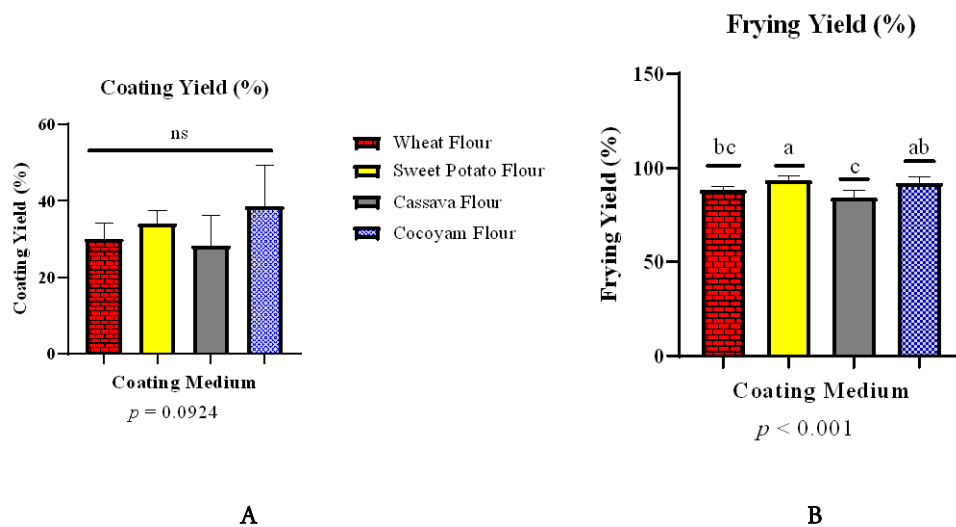 Coating Yield (%)
Coating Yield (%)
60
40
20
0
ns
Coating Medium
p = 0.0924
A
Wheat Flour
Sweet Potato Flour
Cassava Flour
Cocoyam Flour
Frying Yield (%)
Frying Yield (%)
150
100
50
0
bc
a
c
ab
Coating Medium
p < 0.001
B